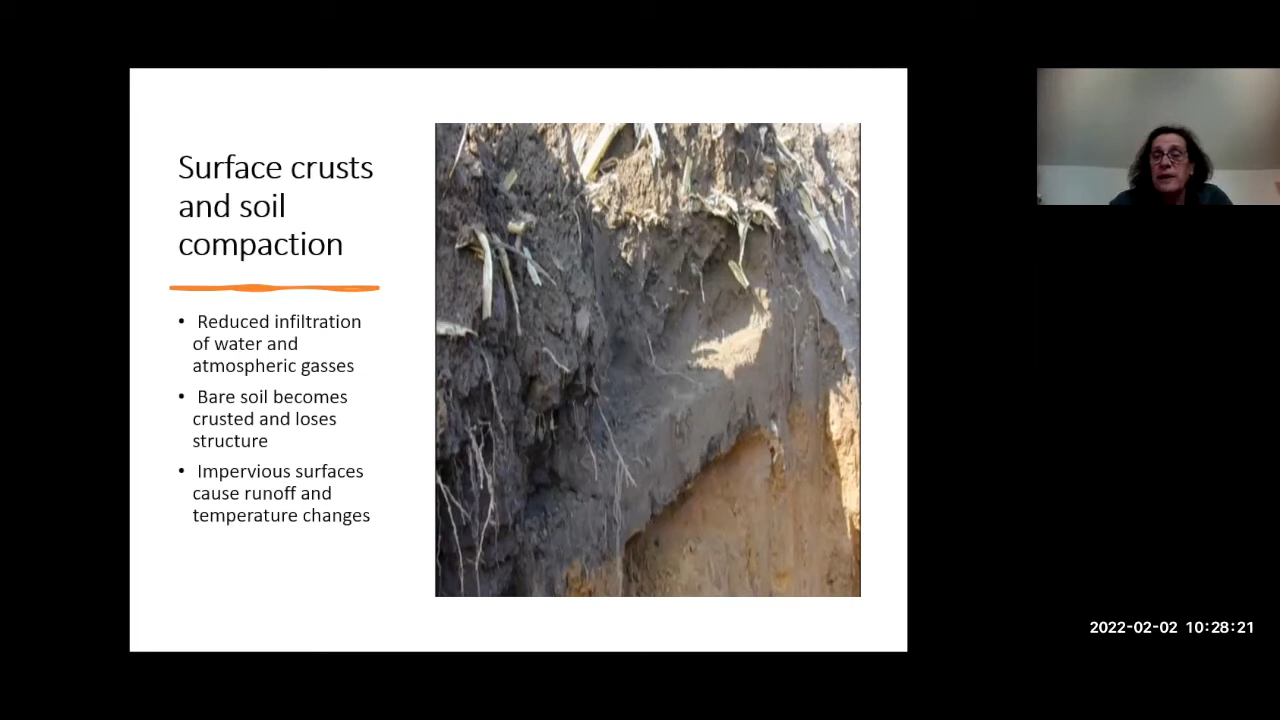 Surface crusts
and soil
compaction
• Reduced infiltration
of water and
atmospheric gasses
• Bare soil becomes
crusted and loses
structure
• Impervious surfaces
cause runoff and
temperature changes
2022-02-02 10:28:21